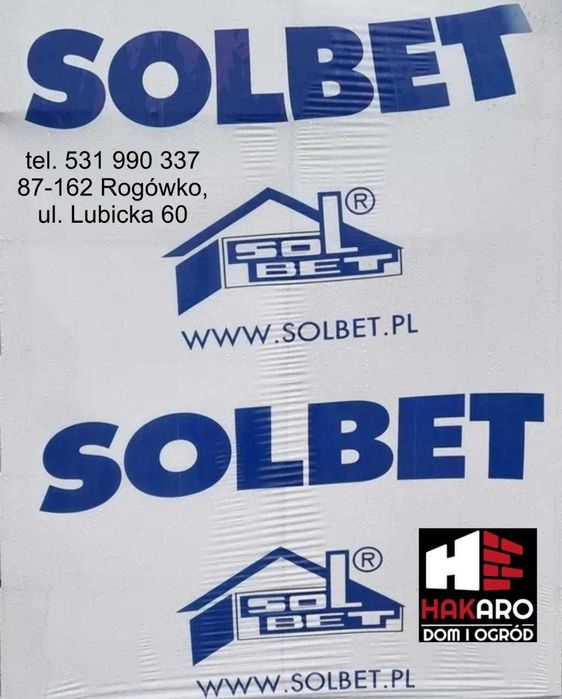 SOLBET
tel. 531 990 337
87-162 Rogówko,
ul. Lubicka 60
SOL ®
BET
WWW.SOLBET.PL
SOLBET
SOL ®
BET
WWW.SOLBET.PL
HAKARO
DOM I OGRÓD